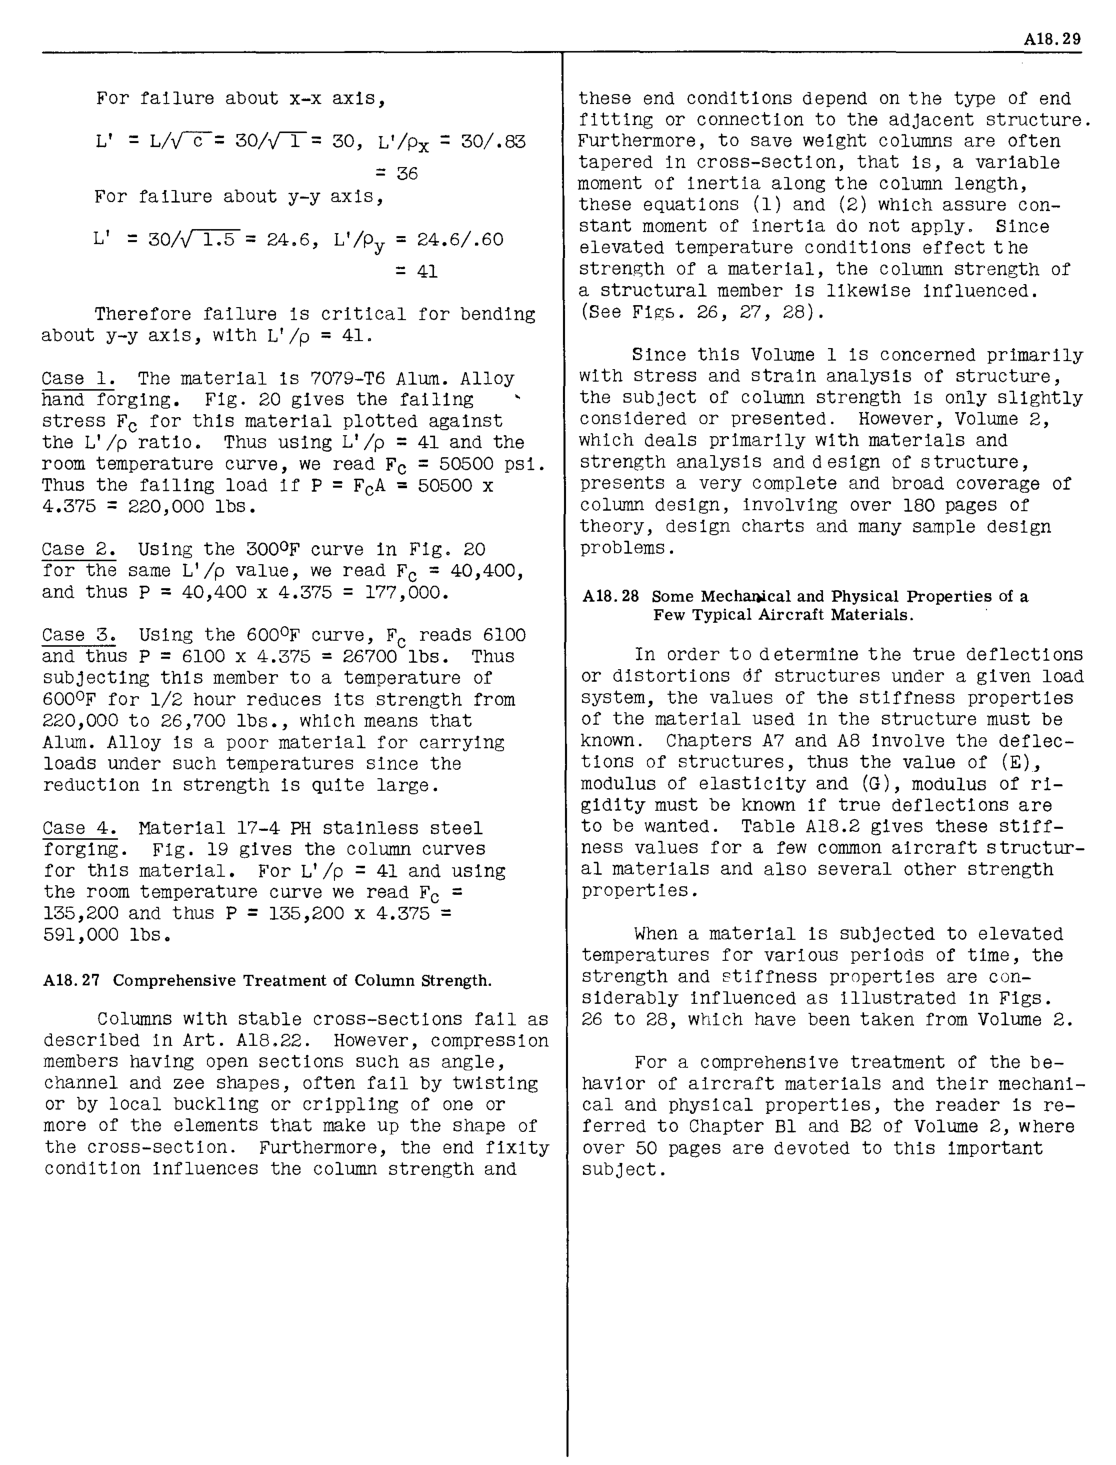 A18.29
For failure about x-x axis,
L' = L/√c = 30/√1 = 30, L'/ρx = 30/.83
= 36
For failure about y-y axis,
L' = 30/√1.5 = 24.6, L'/ρy = 24.6/.60
= 41
Therefore failure is critical for bending
about y-y axis, with L'/ρ = 41.
Case 1. The material is 7079-T6 Alum. Alloy
hand forging. Fig. 20 gives the failing
stress Fc for this material plotted against
the L'/ρ ratio. Thus using L'/ρ = 41 and the
room temperature curve, we read Fc = 50500 psi.
Thus the failing load if P = FcA = 50500 x
4.375 = 220,000 lbs.
Case 2. Using the 300°F curve in Fig. 20
for the same L'/ρ value, we read Fc = 40,400,
and thus P = 40,400 x 4.375 = 177,000.
Case 3. Using the 600°F curve, Fc reads 6100
and thus P = 6100 x 4.375 = 26700 lbs. Thus
subjecting this member to a temperature of
600°F for 1/2 hour reduces its strength from
220,000 to 26,700 lbs., which means that
Alum. Alloy is a poor material for carrying
loads under such temperatures since the
reduction in strength is quite large.
Case 4. Material 17-4 PH stainless steel
forging. Fig. 19 gives the column curves
for this material. For L'/ρ = 41 and using
the room temperature curve we read Fc =
135,200 and thus P = 135,200 x 4.375 =
591,000 lbs.
A18.27 Comprehensive Treatment of Column Strength.
Columns with stable cross-sections fail as
described in Art. A18.22. However, compression
members having open sections such as angle,
channel and zee shapes, often fail by twisting
or by local buckling or crippling of one or
more of the elements that make up the shape of
the cross-section. Furthermore, the end fixity
condition influences the column strength and
these end conditions depend on the type of end
fitting or connection to the adjacent structure.
Furthermore, to save weight columns are often
tapered in cross-section, that is, a variable
moment of inertia along the column length,
these equations (1) and (2) which assure con-
stant moment of inertia do not apply. Since
elevated temperature conditions effect the
strength of a material, the column strength of
a structural member is likewise influenced.
(See Figs. 26, 27, 28).
Since this Volume 1 is concerned primarily
with stress and strain analysis of structure,
the subject of column strength is only slightly
considered or presented. However, Volume 2,
which deals primarily with materials and
strength analysis and design of structure,
presents a very complete and broad coverage of
column design, involving over 180 pages of
theory, design charts and many sample design
problems.
A18.28 Some Mechanical and Physical Properties of a
Few Typical Aircraft Materials.
In order to determine the true deflections
or distortions of structures under a given load
system, the values of the stiffness properties
of the material used in the structure must be
known. Chapters A7 and A8 involve the deflec-
tions of structures, thus the value of (E),
modulus of elasticity and (G), modulus of ri-
gidity must be known if true deflections are
to be wanted. Table A18.2 gives these stiff-
ness values for a few common aircraft structur-
al materials and also several other strength
properties.
When a material is subjected to elevated
temperatures for various periods of time, the
strength and stiffness properties are con-
siderably influenced as illustrated in Figs.
26 to 28, which have been taken from Volume 2.
For a comprehensive treatment of the be-
havior of aircraft materials and their mechani-
cal and physical properties, the reader is re-
ferred to Chapter B1 and B2 of Volume 2, where
over 50 pages are devoted to this important
subject.